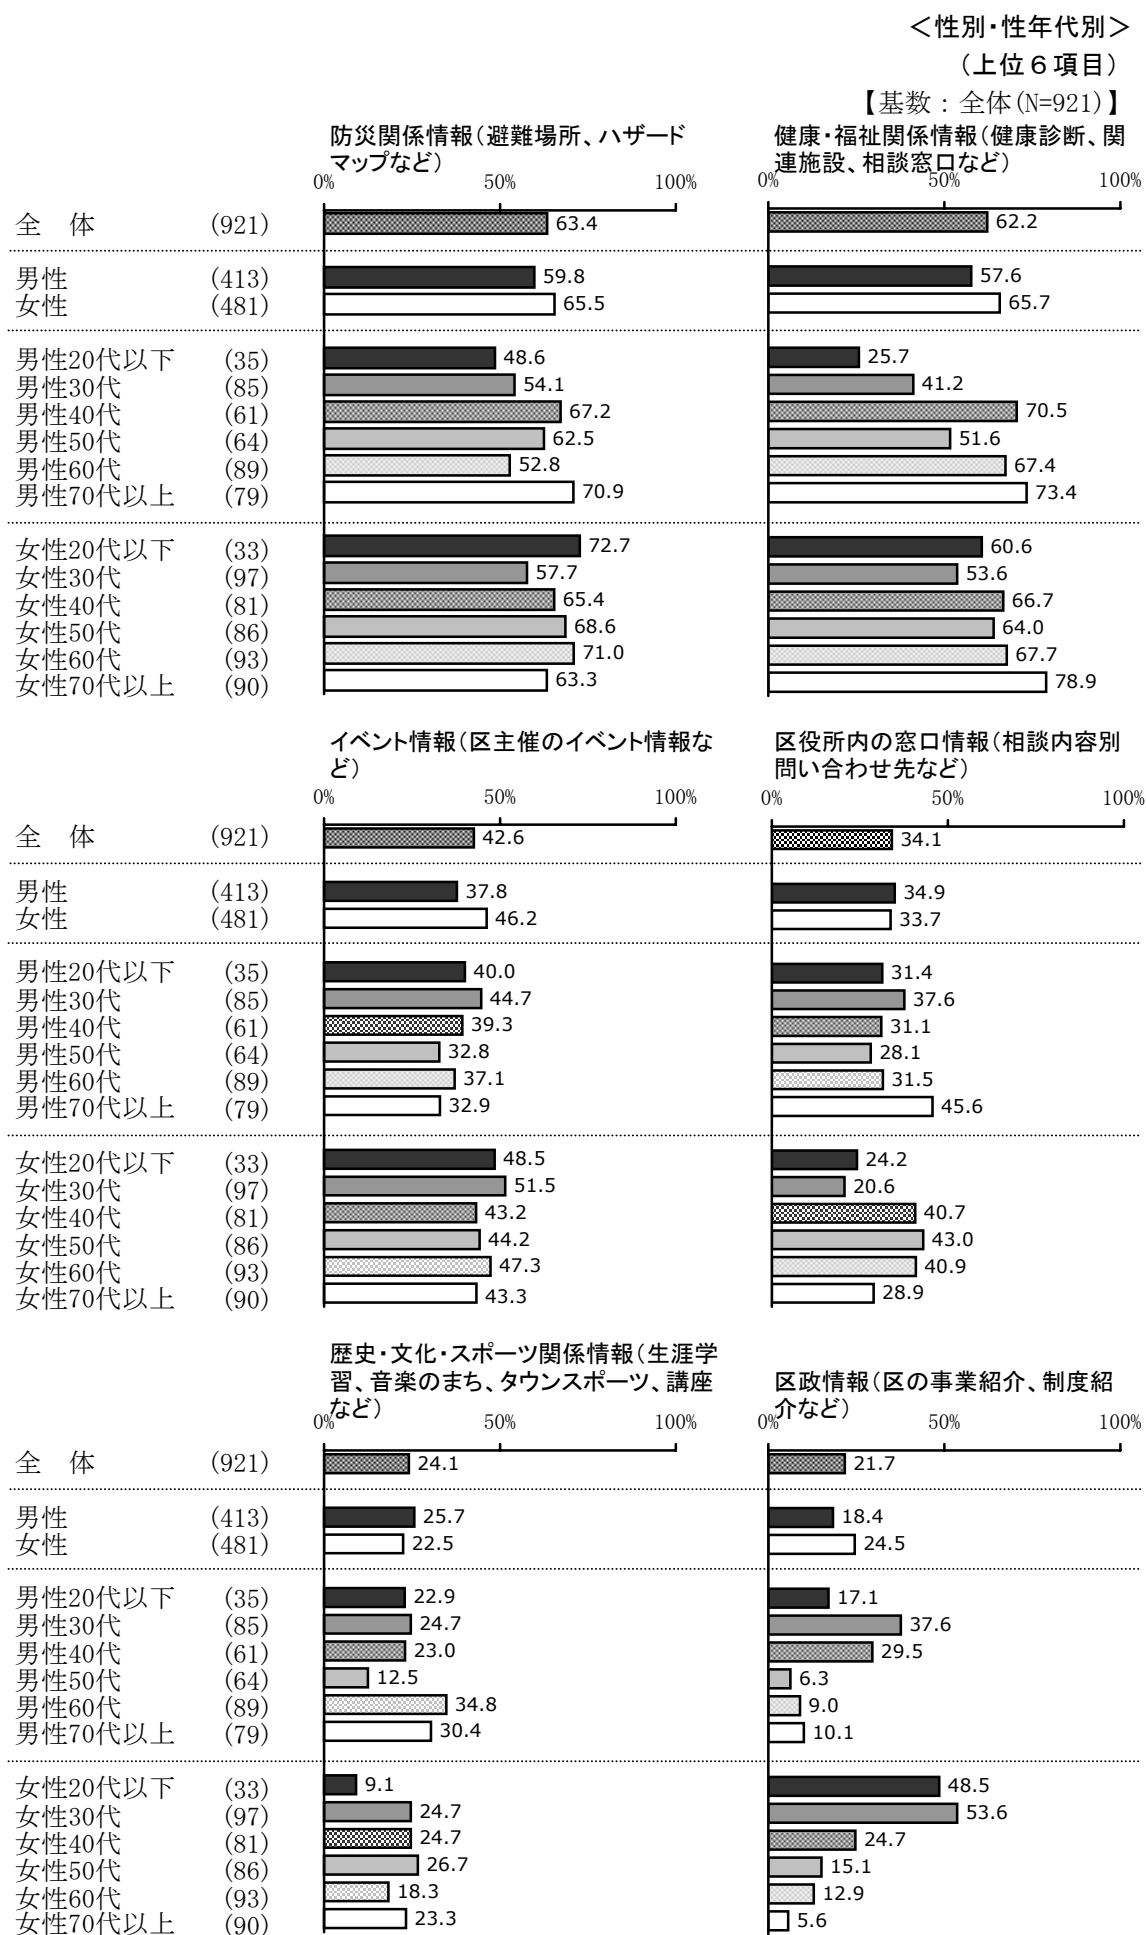 ＜性別・性年代別＞
（上位６項目）
【基数：全体(N=921)】
防災関係情報（避難場所、ハザード
マップなど）
健康・福祉関係情報（健康診断、関
連施設、相談窓口など）
0% 50% 100%
0% 50% 100%
全　体 (921) 63.4 62.2
男性 (413) 59.8 57.6
女性 (481) 65.5 65.7
男性20代以下 (35) 48.6 25.7
男性30代 (85) 54.1 41.2
男性40代 (61) 67.2 70.5
男性50代 (64) 62.5 51.6
男性60代 (89) 52.8 67.4
男性70代以上 (79) 70.9 73.4
女性20代以下 (33) 72.7 60.6
女性30代 (97) 57.7 53.6
女性40代 (81) 65.4 66.7
女性50代 (86) 68.6 64.0
女性60代 (93) 71.0 67.7
女性70代以上 (90) 63.3 78.9
イベント情報（区主催のイベント情報な
ど）
区役所内の窓口情報（相談内容別
問い合わせ先など）
0% 50% 100%
0% 50% 100%
全　体 (921) 42.6 34.1
男性 (413) 37.8 34.9
女性 (481) 46.2 33.7
男性20代以下 (35) 40.0 31.4
男性30代 (85) 44.7 37.6
男性40代 (61) 39.3 31.1
男性50代 (64) 32.8 28.1
男性60代 (89) 37.1 31.5
男性70代以上 (79) 32.9 45.6
女性20代以下 (33) 48.5 24.2
女性30代 (97) 51.5 20.6
女性40代 (81) 43.2 40.7
女性50代 (86) 44.2 43.0
女性60代 (93) 47.3 40.9
女性70代以上 (90) 43.3 28.9
歴史・文化・スポーツ関係情報（生涯学
習、音楽のまち、タウンスポーツ、講座
など）
区政情報（区の事業紹介、制度紹
介など）
0% 50% 100%
0% 50% 100%
全　体 (921) 24.1 21.7
男性 (413) 25.7 18.4
女性 (481) 22.5 24.5
男性20代以下 (35) 22.9 17.1
男性30代 (85) 24.7 37.6
男性40代 (61) 23.0 29.5
男性50代 (64) 12.5 6.3
男性60代 (89) 34.8 9.0
男性70代以上 (79) 30.4 10.1
女性20代以下 (33) 9.1 48.5
女性30代 (97) 24.7 53.6
女性40代 (81) 24.7 24.7
女性50代 (86) 26.7 15.1
女性60代 (93) 18.3 12.9
女性70代以上 (90) 23.3 5.6